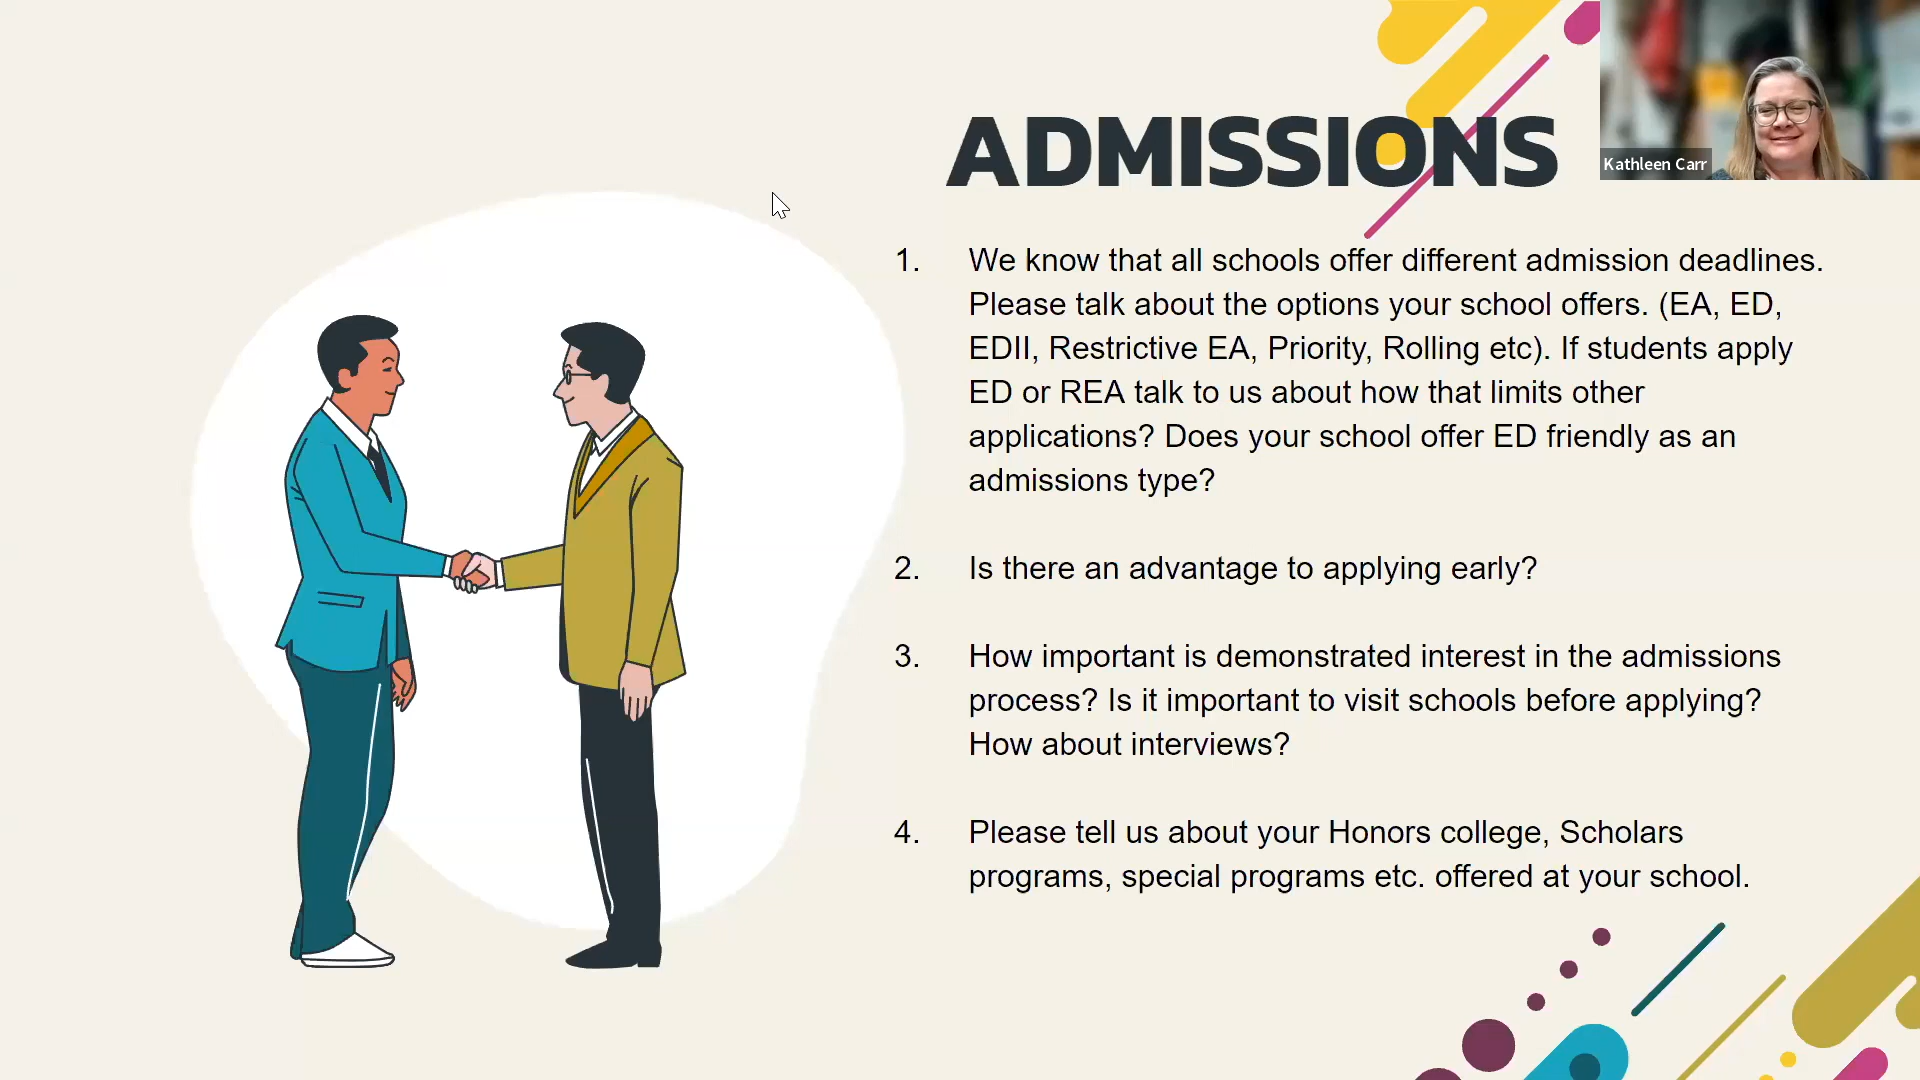 ADMISSIONS
Kathleen Carr
1. We know that all schools offer different admission deadlines.
Please talk about the options your school offers. (EA, ED,
EDII, Restrictive EA, Priority, Rolling etc). If students apply
ED or REA talk to us about how that limits other
applications? Does your school offer ED friendly as an
admissions type?
2. Is there an advantage to applying early?
3. How important is demonstrated interest in the admissions
process? Is it important to visit schools before applying?
How about interviews?
4. Please tell us about your Honors college, Scholars
programs, special programs etc. offered at your school.